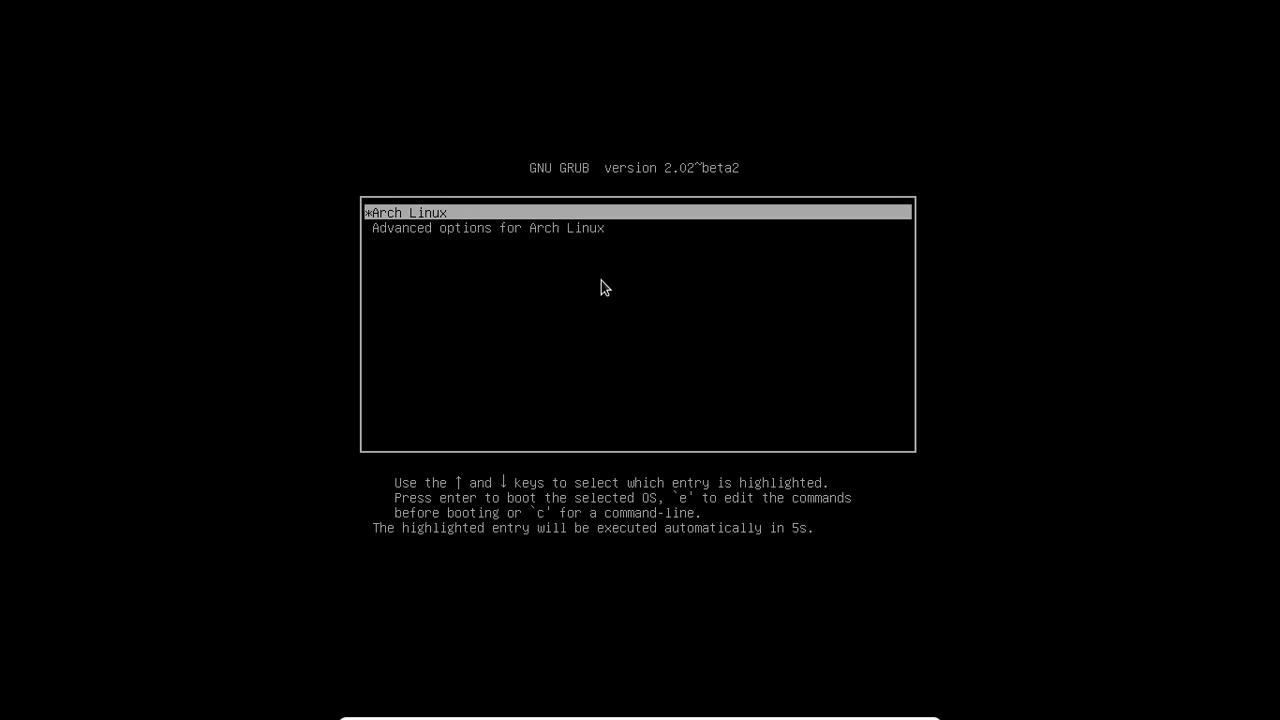 GNU GRUB  version 2.02~beta2
*Arch Linux
Advanced options for Arch Linux
Use the ↑ and ↓ keys to select which entry is highlighted.
Press enter to boot the selected OS, `e' to edit the commands
before booting or `c' for a command-line.
The highlighted entry will be executed automatically in 5s.